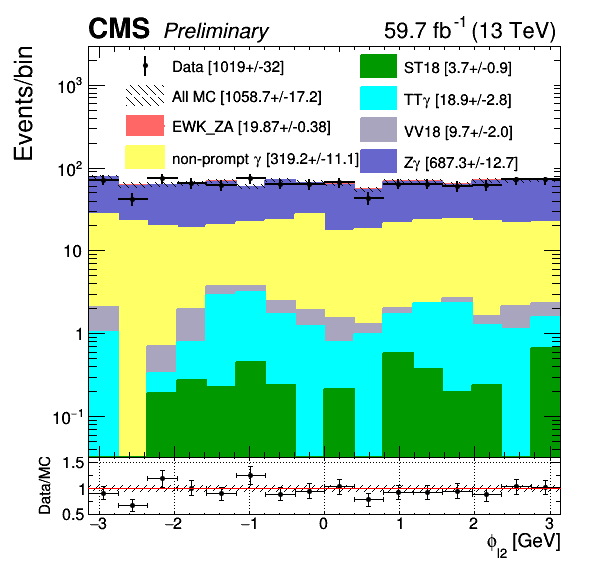 CMS Preliminary 59.7 fb⁻¹ (13 TeV)
Events/bin
Data [1019+/-32]
All MC [1058.7+/-17.2]
EWK_ZA [19.87+/-0.38]
non-prompt γ [319.2+/-11.1]
ST18 [3.7+/-0.9]
TTγ [18.9+/-2.8]
VV18 [9.7+/-2.0]
Zγ [687.3+/-12.7]
10³
10²
10
1
10⁻¹
Data/MC
1.5
1
0.5
−3 −2 −1 0 1 2 3
ϕ_l2 [GeV]